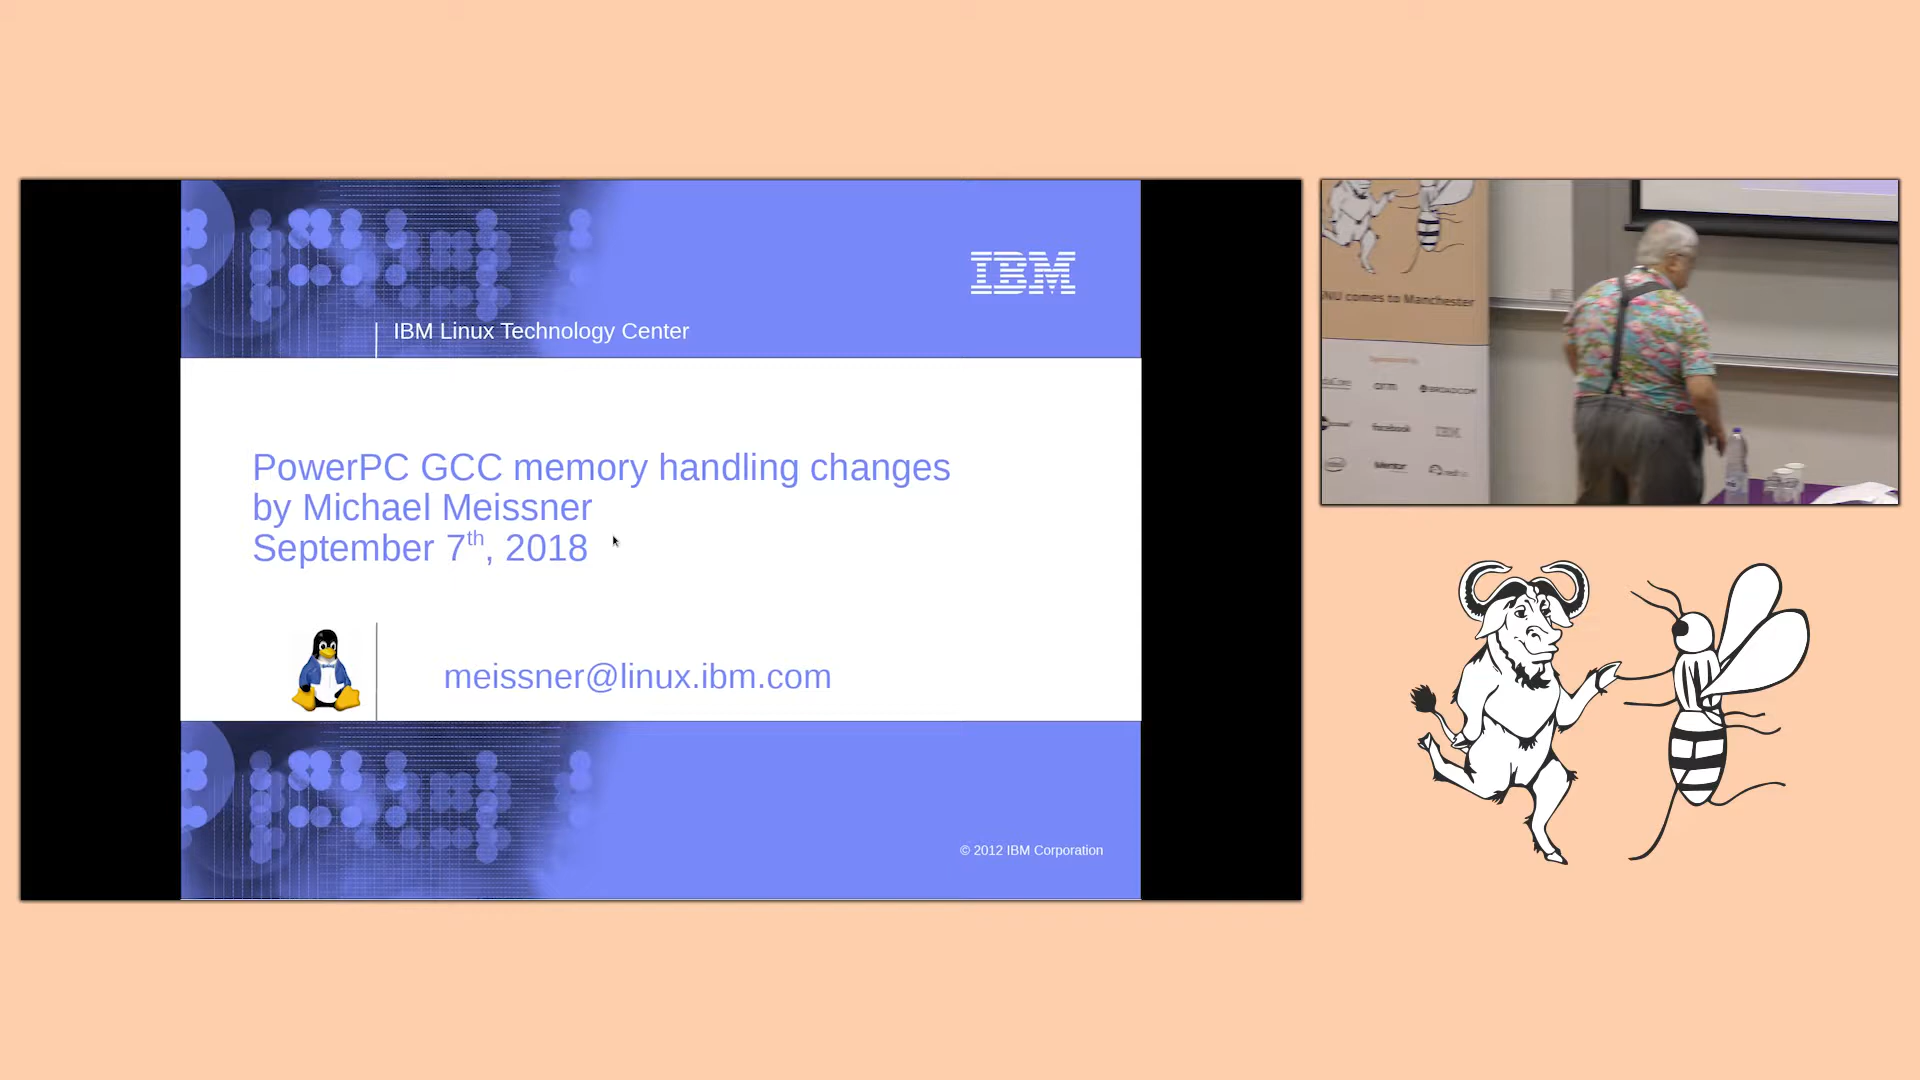 IBM
IBM Linux Technology Center
PowerPC GCC memory handling changes
by Michael Meissner
September 7th, 2018
meissner@linux.ibm.com
© 2012 IBM Corporation
GNU comes to Manchester
arm
BROADCOM
facebook
IBM
Mentor